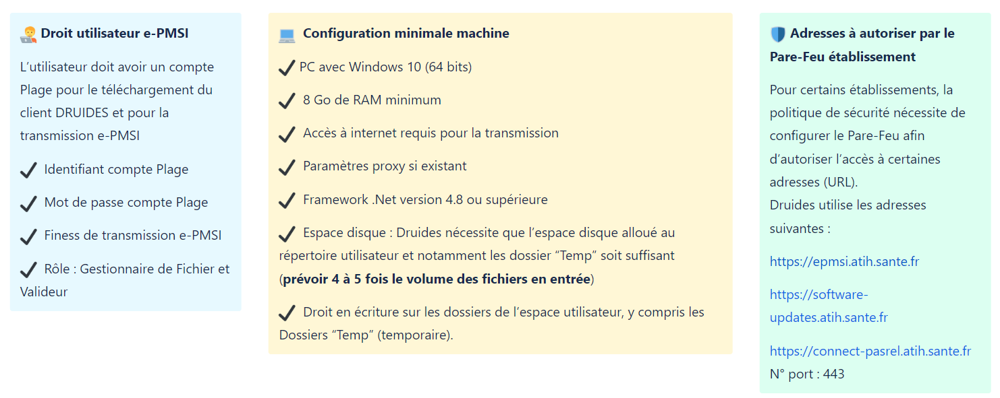 Droit utilisateur e-PMSI
L’utilisateur doit avoir un compte
Plage pour le téléchargement du
client DRUIDES et pour la
transmission e-PMSI
Identifiant compte Plage
Mot de passe compte Plage
Finess de transmission e-PMSI
Rôle : Gestionnaire de Fichier et
Valideur
Configuration minimale machine
PC avec Windows 10 (64 bits)
8 Go de RAM minimum
Accès à internet requis pour la transmission
Paramètres proxy si existant
Framework .Net version 4.8 ou supérieure
Espace disque : Druides nécessite que l’espace disque alloué au
répertoire utilisateur et notamment les dossier “Temp” soit suffisant
(prévoir 4 à 5 fois le volume des fichiers en entrée)
Droit en écriture sur les dossiers de l’espace utilisateur, y compris les
Dossiers “Temp” (temporaire).
Adresses à autoriser par le
Pare-Feu établissement
Pour certains établissements, la
politique de sécurité nécessite de
configurer le Pare-Feu afin
d’autoriser l’accès à certaines
adresses (URL).
Druides utilise les adresses
suivantes :
https://epmsi.atih.sante.fr
https://software-
updates.atih.sante.fr
https://connect-pasrel.atih.sante.fr
N° port : 443